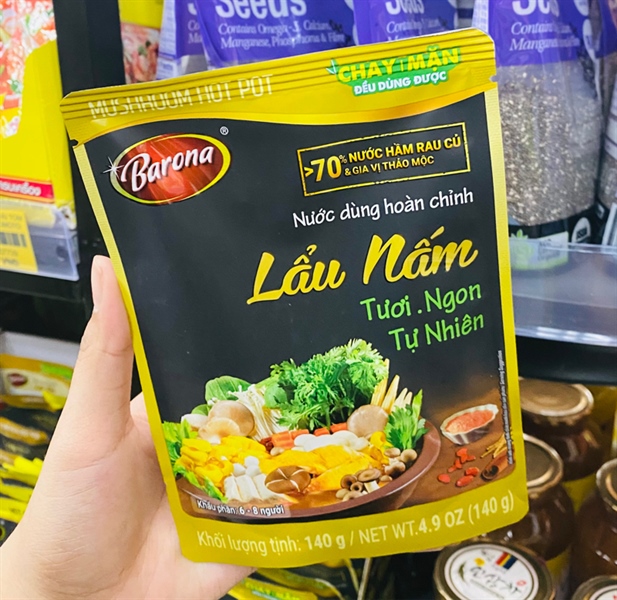 Seeds
Contains Omega-3, Calcium,
Manganese, Phosphorus & Fibre
MUSHROOM HOT POT
CHAY MẶN
ĐỀU DÙNG ĐƯỢC
Barona®
>70% NƯỚC HẦM RAU CỦ
& GIA VỊ THẢO MỘC
Nước dùng hoàn chỉnh
Lẩu Nấm
Tươi . Ngon
Tự Nhiên
Khẩu phần: 6 - 8 người
Khối lượng tịnh: 140 g / NET WT.4.9 OZ (140 g)